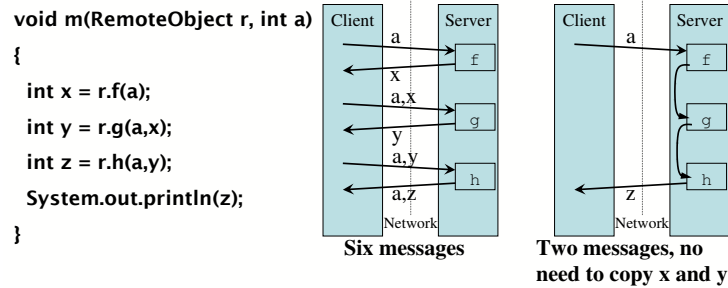 void m(RemoteObject r, int a)
{
int x = r.f(a);
int y = r.g(a,x);
int z = r.h(a,y);
System.out.println(z);
}
Client
Server
a
f
x
a,x
g
y
a,y
h
a,z
Network
Six messages
Client
Server
a
f
g
h
z
Network
Two messages, no
need to copy x and y